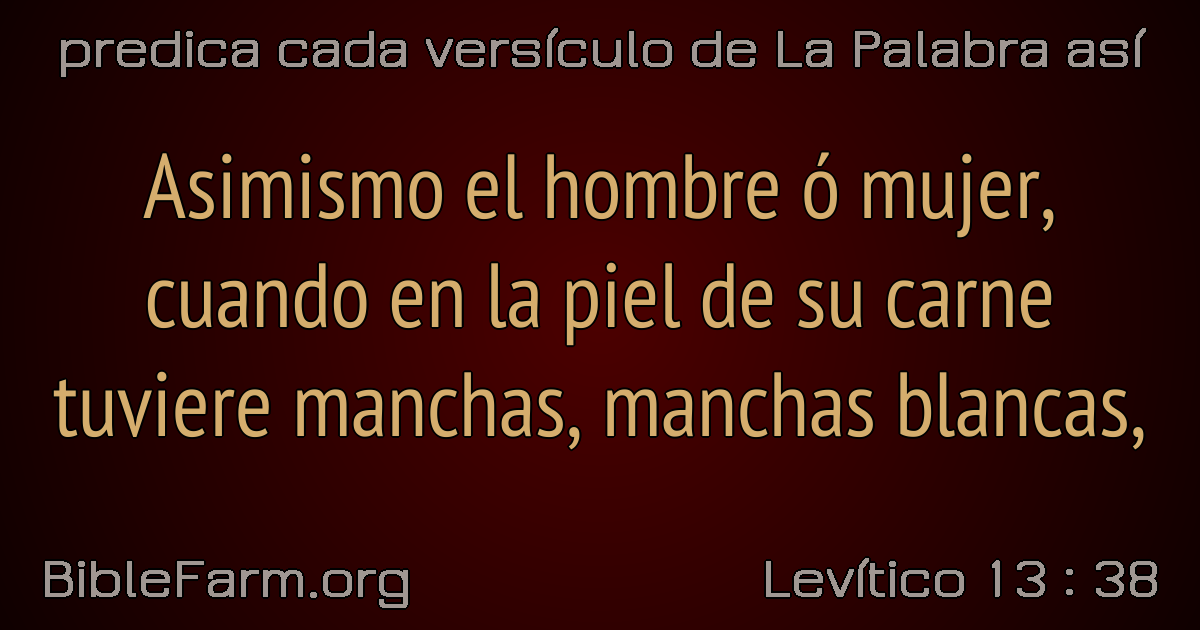 predica cada versículo de La Palabra así
Asimismo el hombre ó mujer,
cuando en la piel de su carne
tuviere manchas, manchas blancas,
BibleFarm.org
Levítico 13 : 38